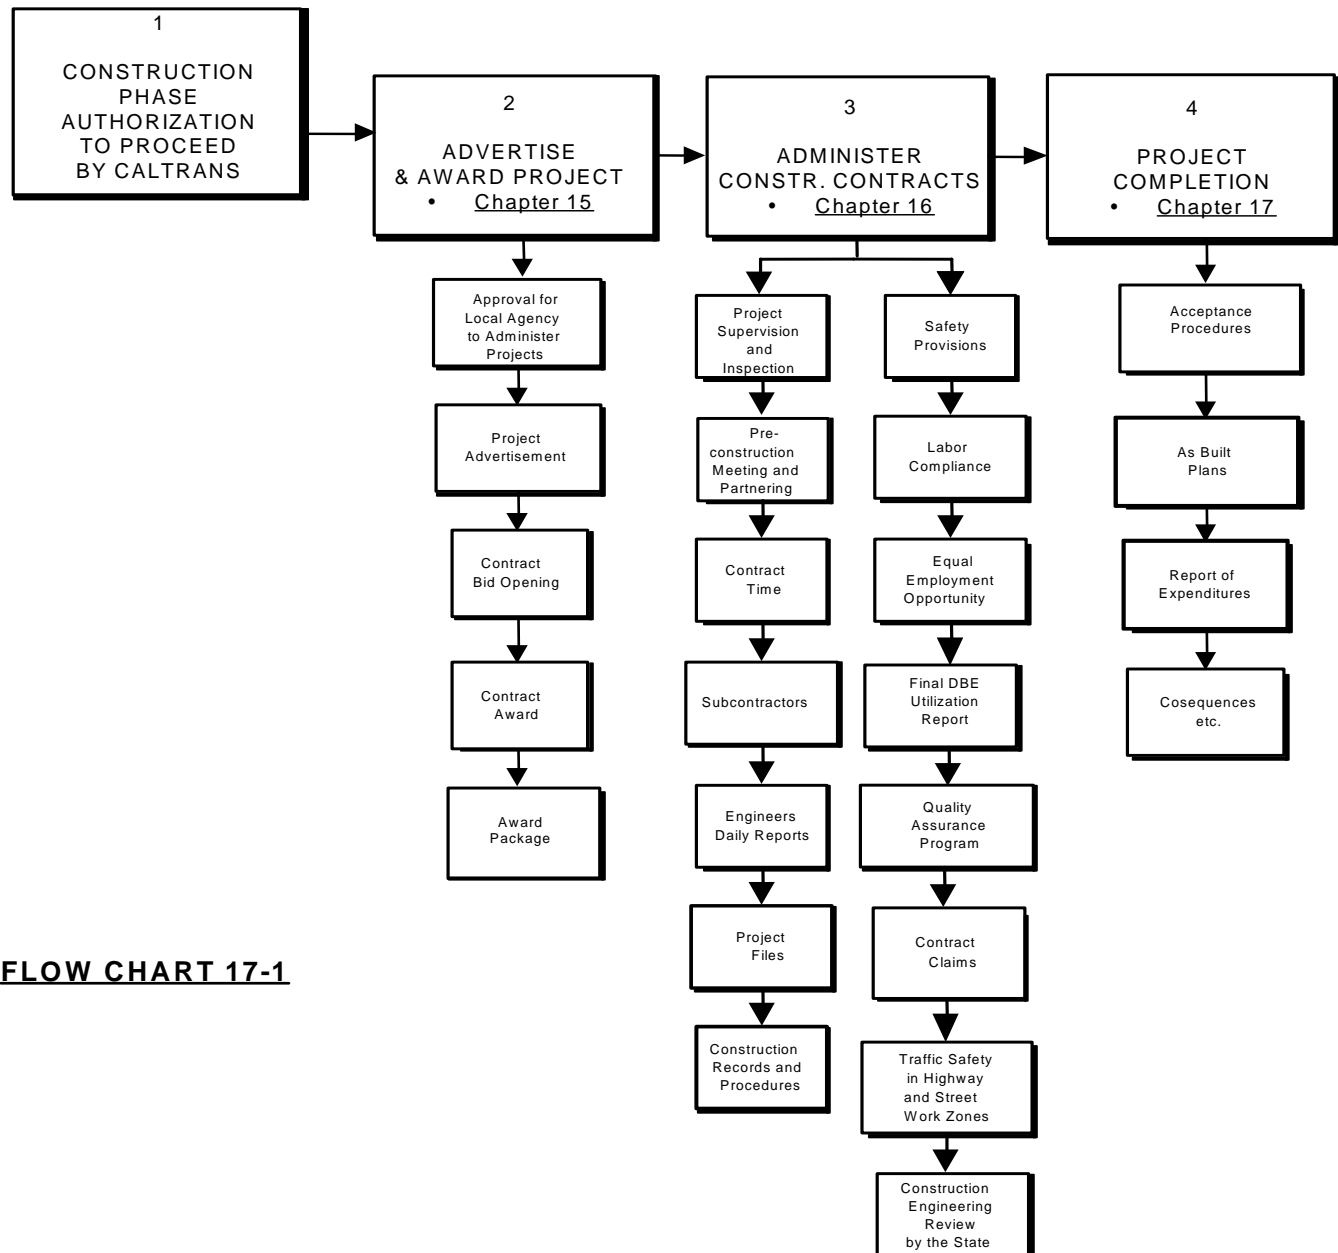 1
CONSTRUCTION
PHASE
AUTHORIZATION
TO PROCEED
BY CALTRANS
2
ADVERTISE
& AWARD PROJECT
• Chapter 15
3
ADMINISTER
CONSTR. CONTRACTS
• Chapter 16
4
PROJECT
COMPLETION
• Chapter 17
Approval for
Local Agency
to Administer
Projects
Project
Advertisement
Contract
Bid Opening
Contract
Award
Award
Package
Project
Supervision
and
Inspection
Pre-
construction
Meeting and
Partnering
Contract
Time
Subcontractors
Engineers
Daily Reports
Project
Files
Construction
Records and
Procedures
Safety
Provisions
Labor
Compliance
Equal
Employment
Opportunity
Final DBE
Utilization
Report
Quality
Assurance
Program
Contract
Claims
Traffic Safety
in Highway
and Street
Work Zones
Construction
Engineering
Review
by the State
Acceptance
Procedures
As Built
Plans
Report of
Expenditures
Cosequences
etc.
FLOW CHART 17-1